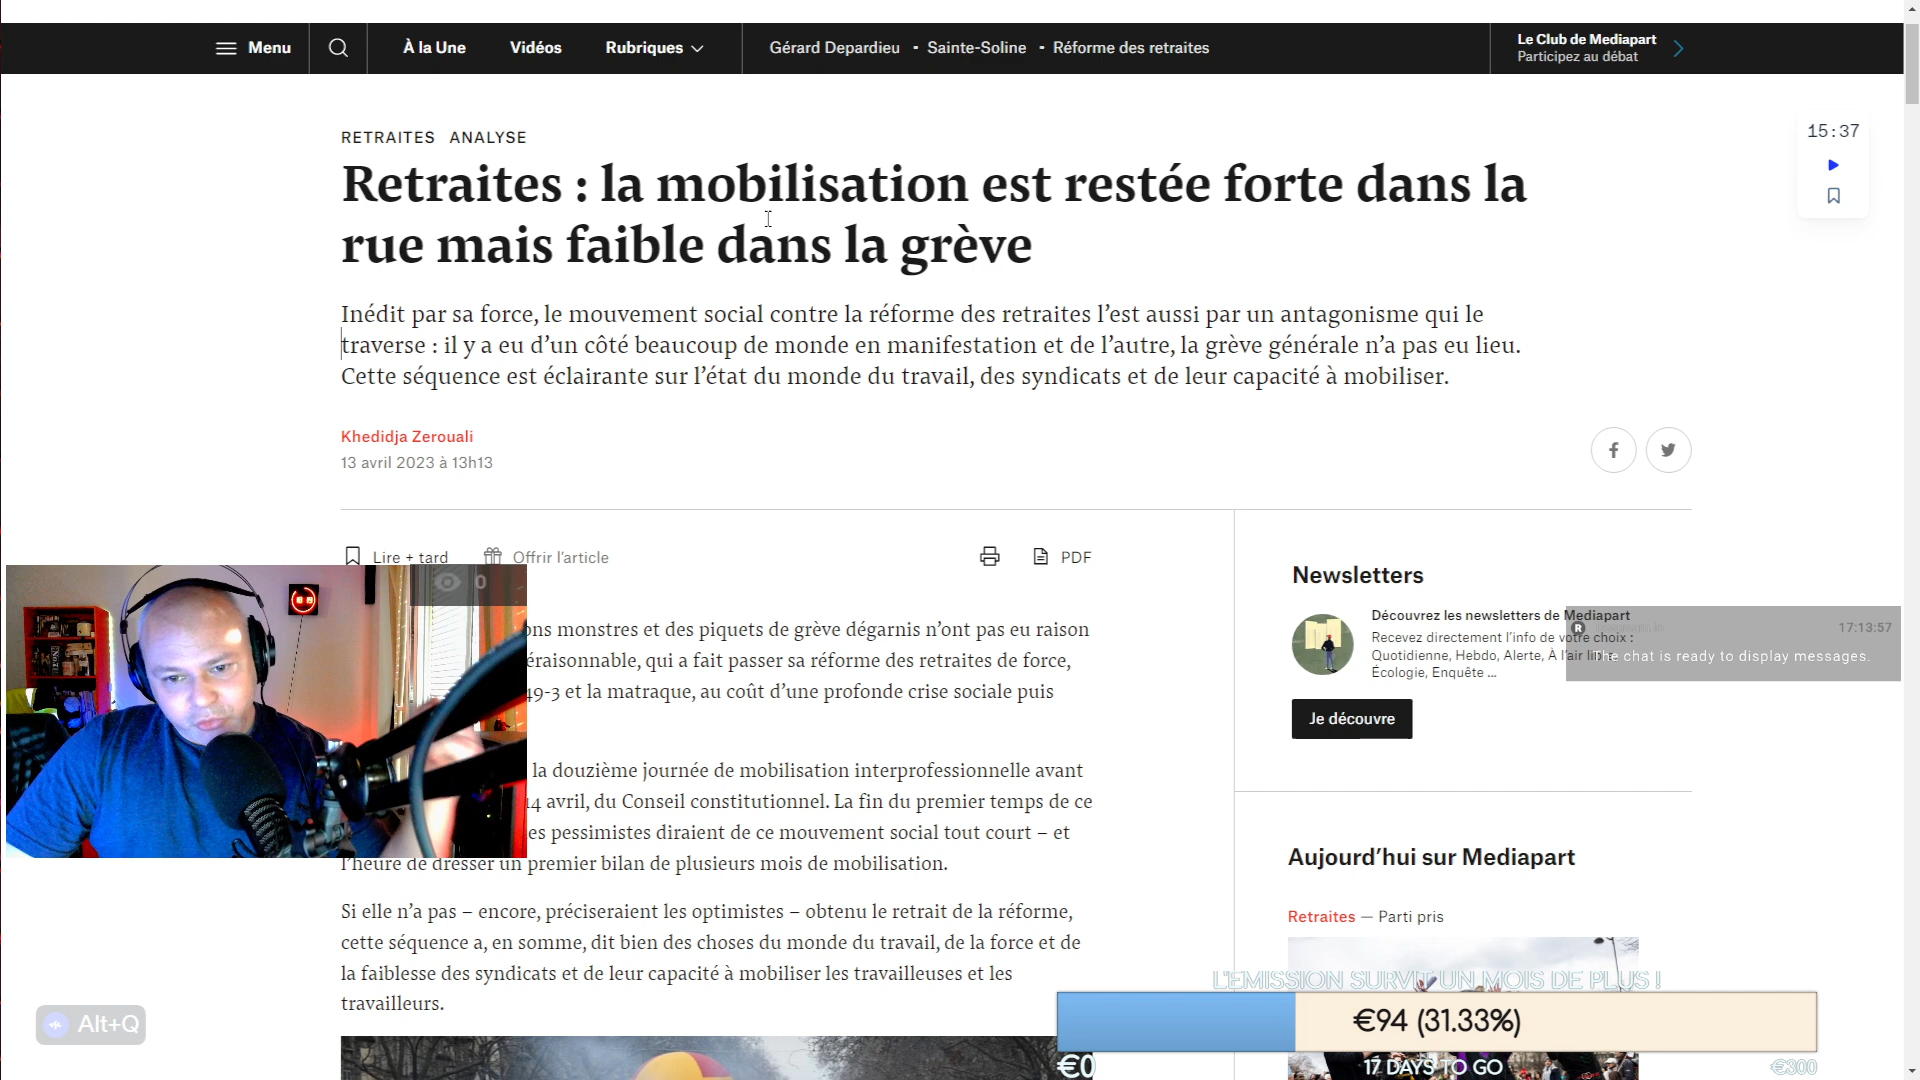 Menu
À la Une
Vidéos
Rubriques
Gérard Depardieu - Sainte-Soline - Réforme des retraites
Le Club de Mediapart
Participez au débat
15:37
RETRAITES ANALYSE
Retraites : la mobilisation est restée forte dans la
rue mais faible dans la grève
Inédit par sa force, le mouvement social contre la réforme des retraites l’est aussi par un antagonisme qui le
traverse : il y a eu d’un côté beaucoup de monde en manifestation et de l’autre, la grève générale n’a pas eu lieu.
Cette séquence est éclairante sur l’état du monde du travail, des syndicats et de leur capacité à mobiliser.
Khedidja Zerouali
13 avril 2023 à 13h13
Lire + tard
Offrir l’article
PDF
0
ons monstres et des piquets de grève dégarnis n’ont pas eu raison
éraisonnable, qui a fait passer sa réforme des retraites de force,
49-3 et la matraque, au coût d’une profonde crise sociale puis
la douzième journée de mobilisation interprofessionnelle avant
14 avril, du Conseil constitutionnel. La fin du premier temps de ce
es pessimistes diraient de ce mouvement social tout court – et
l’heure de dresser un premier bilan de plusieurs mois de mobilisation.
Si elle n’a pas – encore, préciseraient les optimistes – obtenu le retrait de la réforme,
cette séquence a, en somme, dit bien des choses du monde du travail, de la force et de
la faiblesse des syndicats et de leur capacité à mobiliser les travailleuses et les
travailleurs.
Newsletters
Découvrez les newsletters de Mediapart
Recevez directement l’info de votre choix :
Quotidienne, Hebdo, Alerte, À l’air libre,
Écologie, Enquête ...
17:13:57
The chat is ready to display messages.
Je découvre
Aujourd’hui sur Mediapart
Retraites — Parti pris
L'EMISSION SURVIT UN MOIS DE PLUS !
€94 (31.33%)
€0
17 DAYS TO GO
€300
Alt+Q